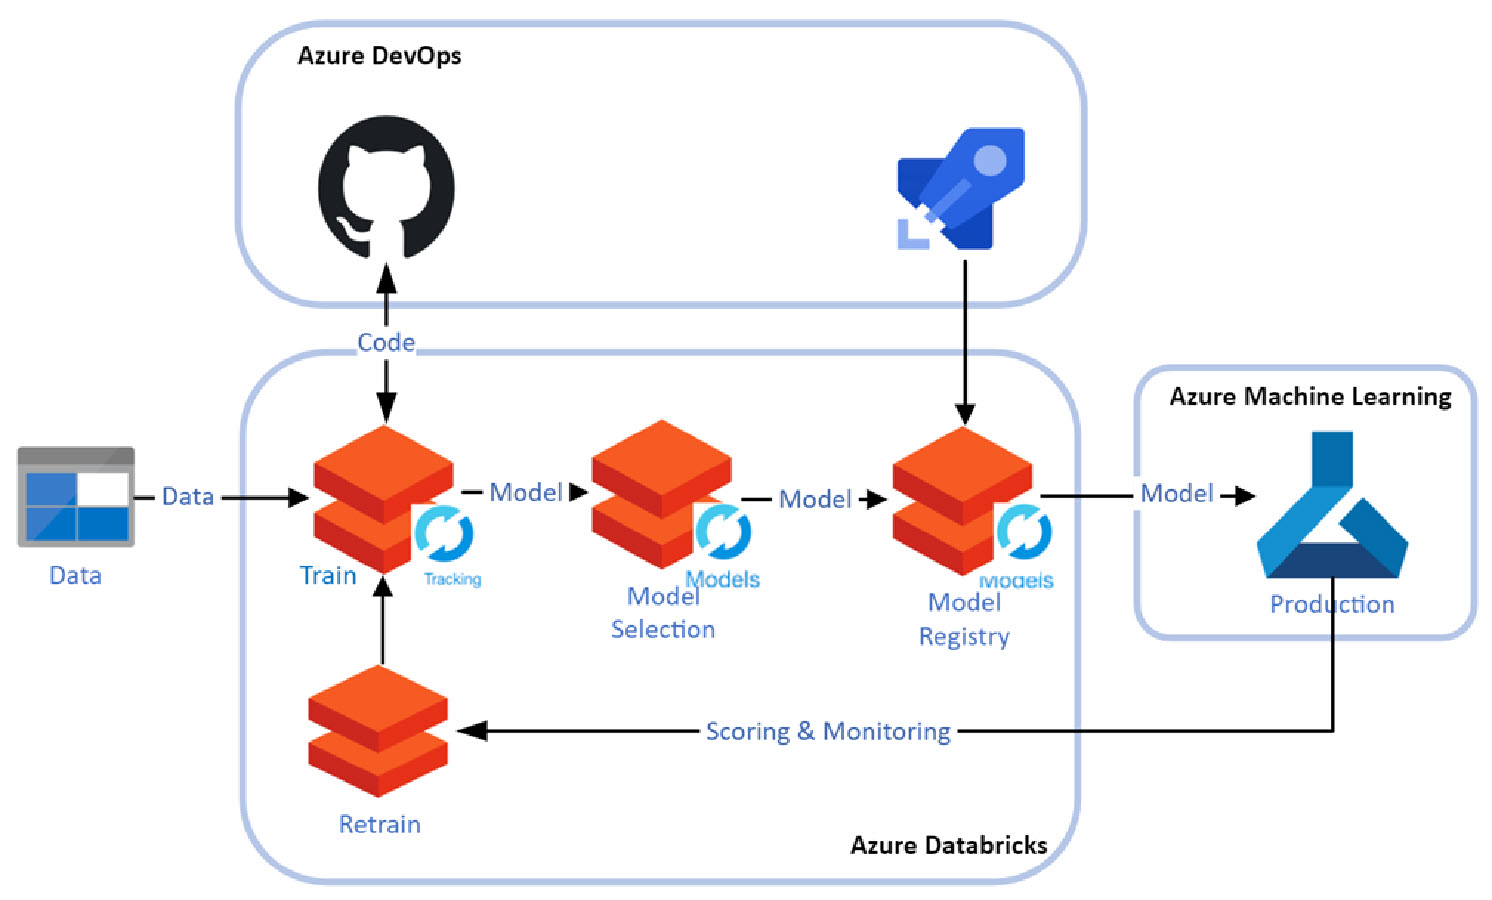 Azure DevOps
Code
Azure Machine Learning
Data
Model
Model
Model
Data
Train
Tracking
Models
Model
Selection
Models
Model
Registry
Production
Scoring & Monitoring
Retrain
Azure Databricks